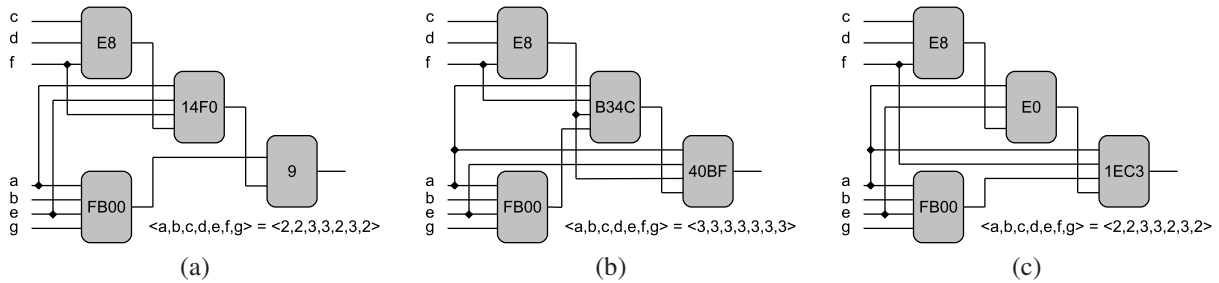 c
d
f
E8
14F0
9
a
b
e
g
FB00
<a,b,c,d,e,f,g> = <2,2,3,3,2,3,2>
(a)
c
d
f
E8
B34C
40BF
a
b
e
g
FB00
<a,b,c,d,e,f,g> = <3,3,3,3,3,3,3>
(b)
c
d
f
E8
E0
1EC3
a
b
e
g
FB00
<a,b,c,d,e,f,g> = <2,2,3,3,2,3,2>
(c)